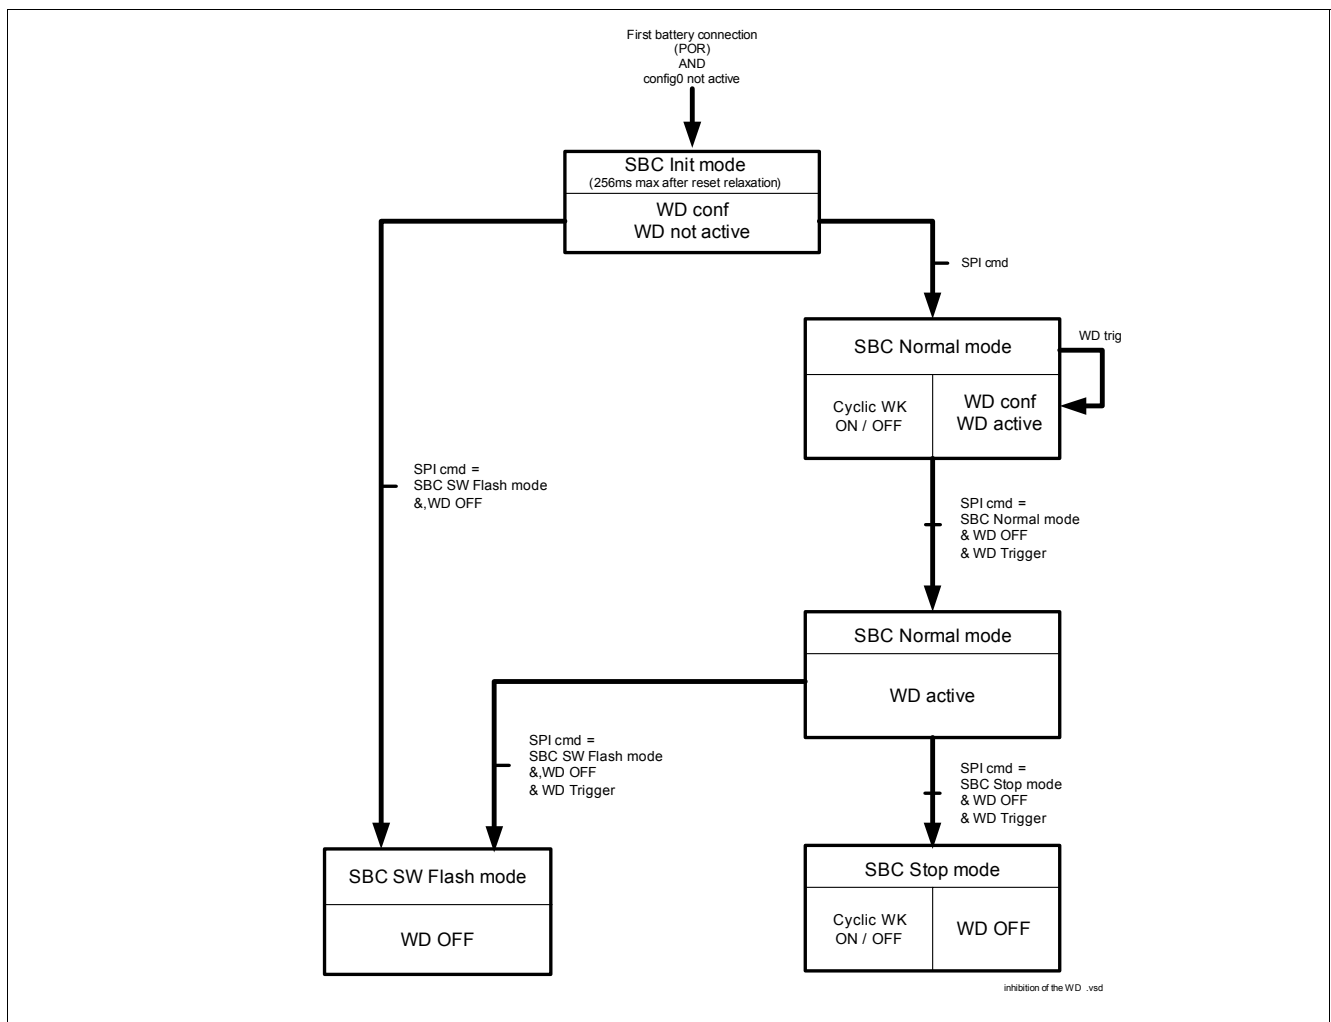 First battery connection
(POR)
AND
config0 not active
SBC Init mode
(256ms max after reset relaxation)
WD conf
WD not active
SPI cmd
SBC Normal mode
WD trig
Cyclic WK
ON / OFF
WD conf
WD active
SPI cmd =
SBC SW Flash mode
&,WD OFF
SPI cmd =
SBC Normal mode
& WD OFF
& WD Trigger
SBC Normal mode
WD active
SPI cmd =
SBC SW Flash mode
&,WD OFF
& WD Trigger
SPI cmd =
SBC Stop mode
& WD OFF
& WD Trigger
SBC SW Flash mode
WD OFF
SBC Stop mode
Cyclic WK
ON / OFF
WD OFF
inhibition of the WD .vsd